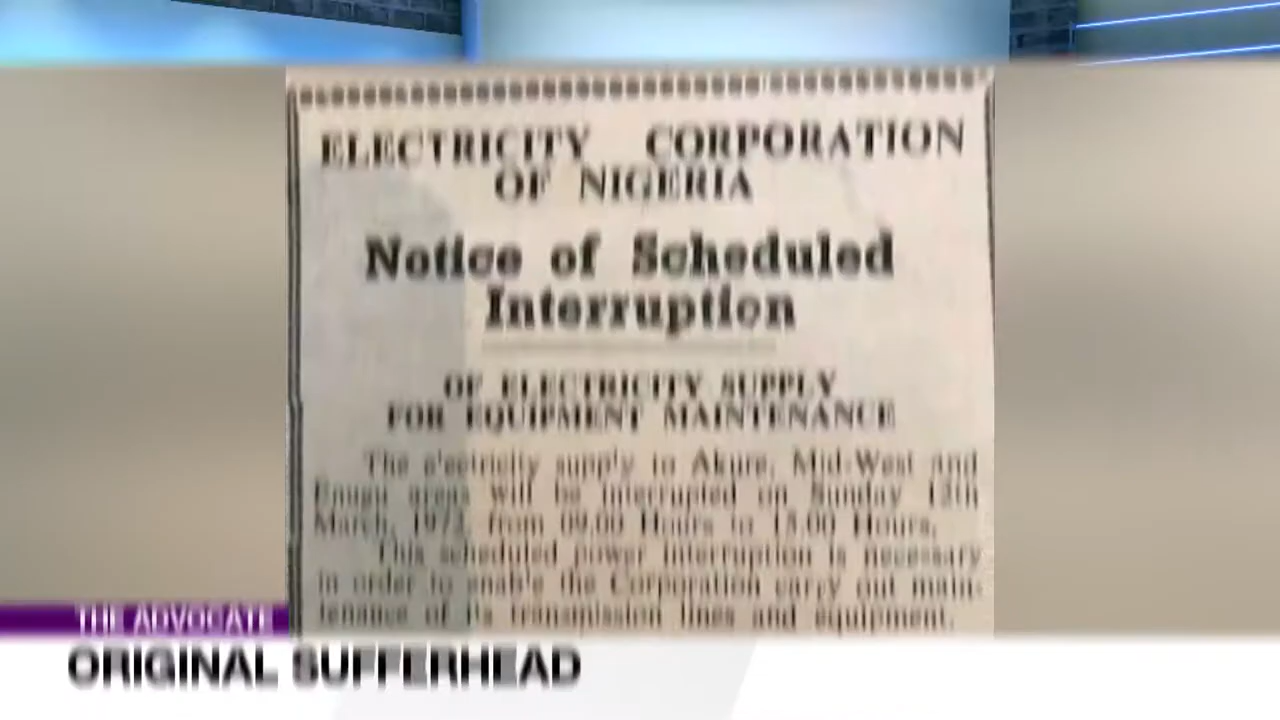 ELECTRICITY CORPORATION
OF NIGERIA
Notice of Scheduled
Interruption
OF ELECTRICITY SUPPLY
FOR EQUIPMENT MAINTENANCE
The electricity supply to Akure, Mid-West and
Enugu areas will be interrupted on Sunday 12th
March, 1972, from 09.00 Hours to 15.00 Hours.
This scheduled power interruption is necessary
in order to enable the Corporation carry out main-
tenance of its transmission lines and equipment.
THE ADVOCATE
ORIGINAL SUFFERHEAD